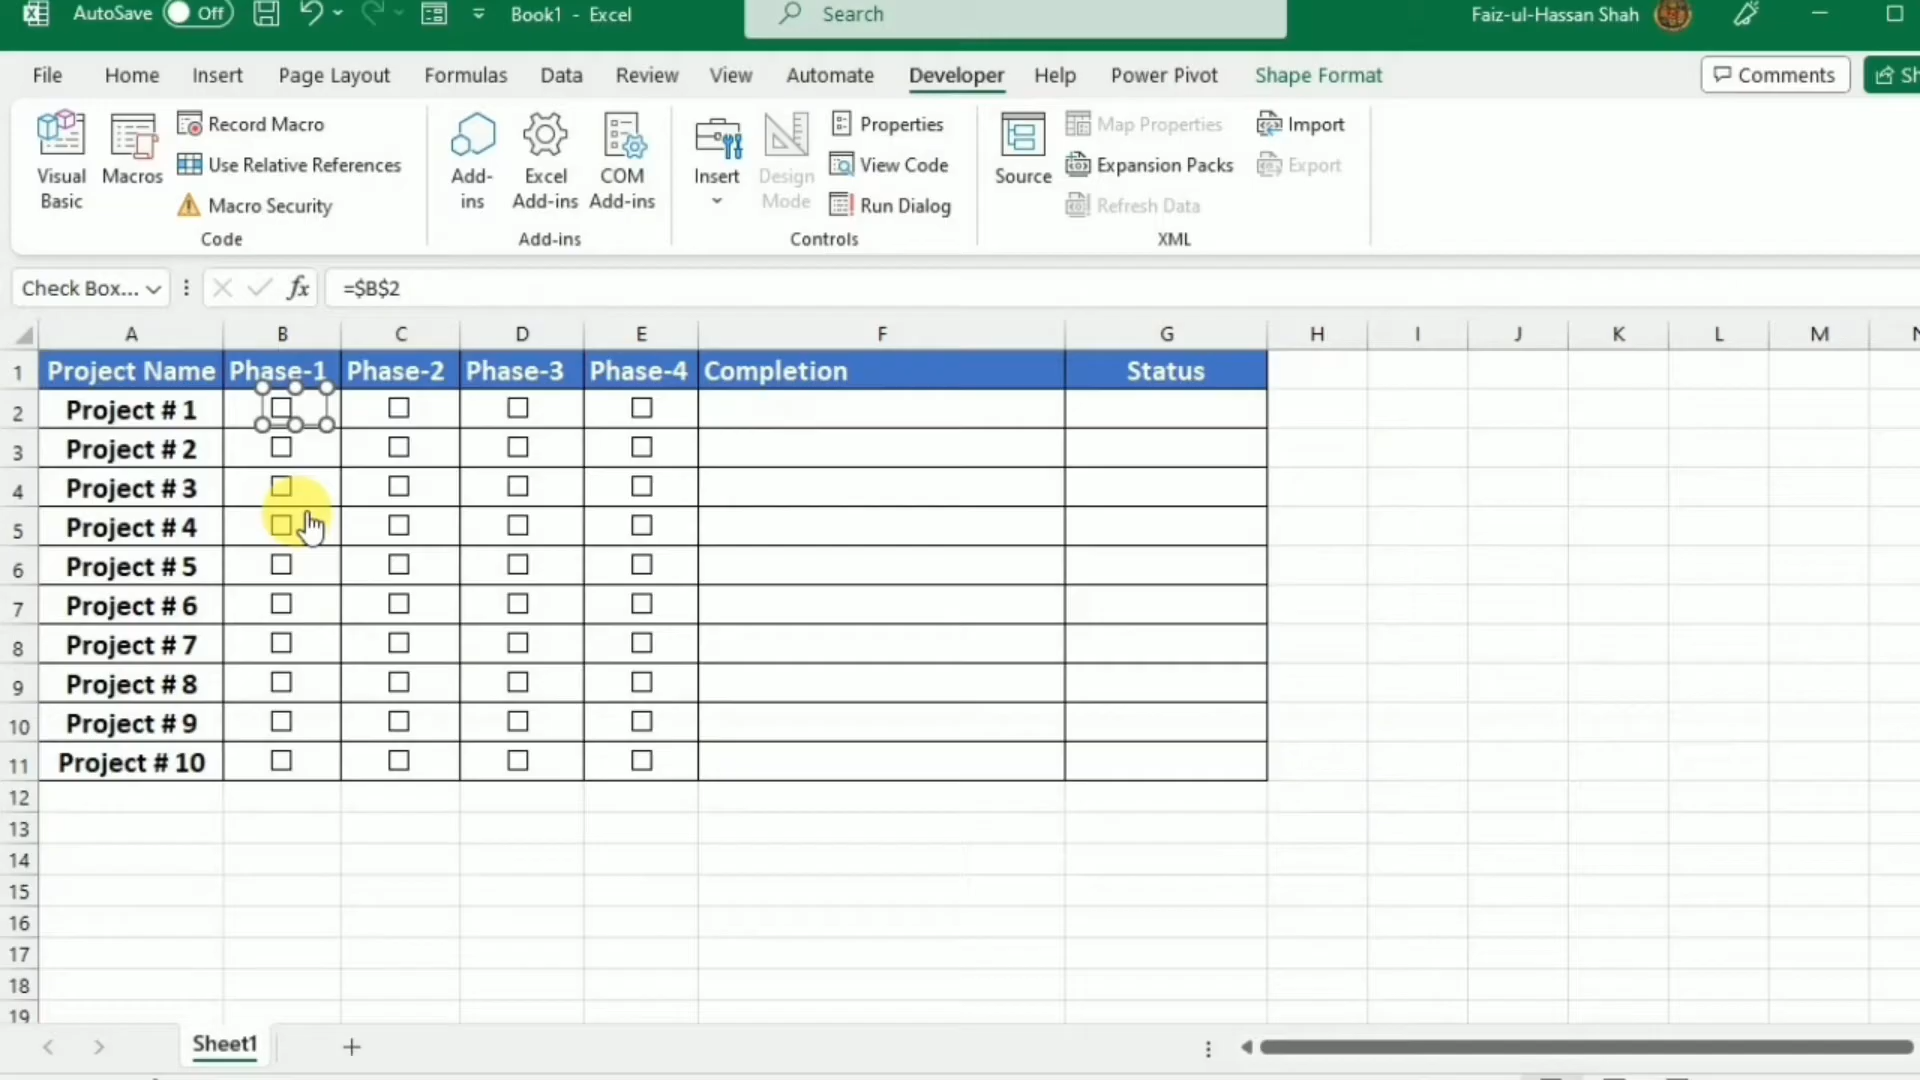 AutoSave Off Book1 - Excel Search Faiz-ul-Hassan Shah
File Home Insert Page Layout Formulas Data Review View Automate Developer Help Power Pivot Shape Format Comments Sh
Visual Basic
Macros
Record Macro
Use Relative References
Macro Security
Code
Add-ins
Excel Add-ins
COM Add-ins
Add-ins
Insert
Design Mode
Properties
View Code
Run Dialog
Controls
Source
Map Properties
Expansion Packs
Refresh Data
Import
Export
XML
Check Box... fx =$B$2
A B C D E F G H I J K L M N
1 Project Name Phase-1 Phase-2 Phase-3 Phase-4 Completion Status
2 Project # 1
3 Project # 2
4 Project # 3
5 Project # 4
6 Project # 5
7 Project # 6
8 Project # 7
9 Project # 8
10 Project # 9
11 Project # 10
12
13
14
15
16
17
18
19
Sheet1